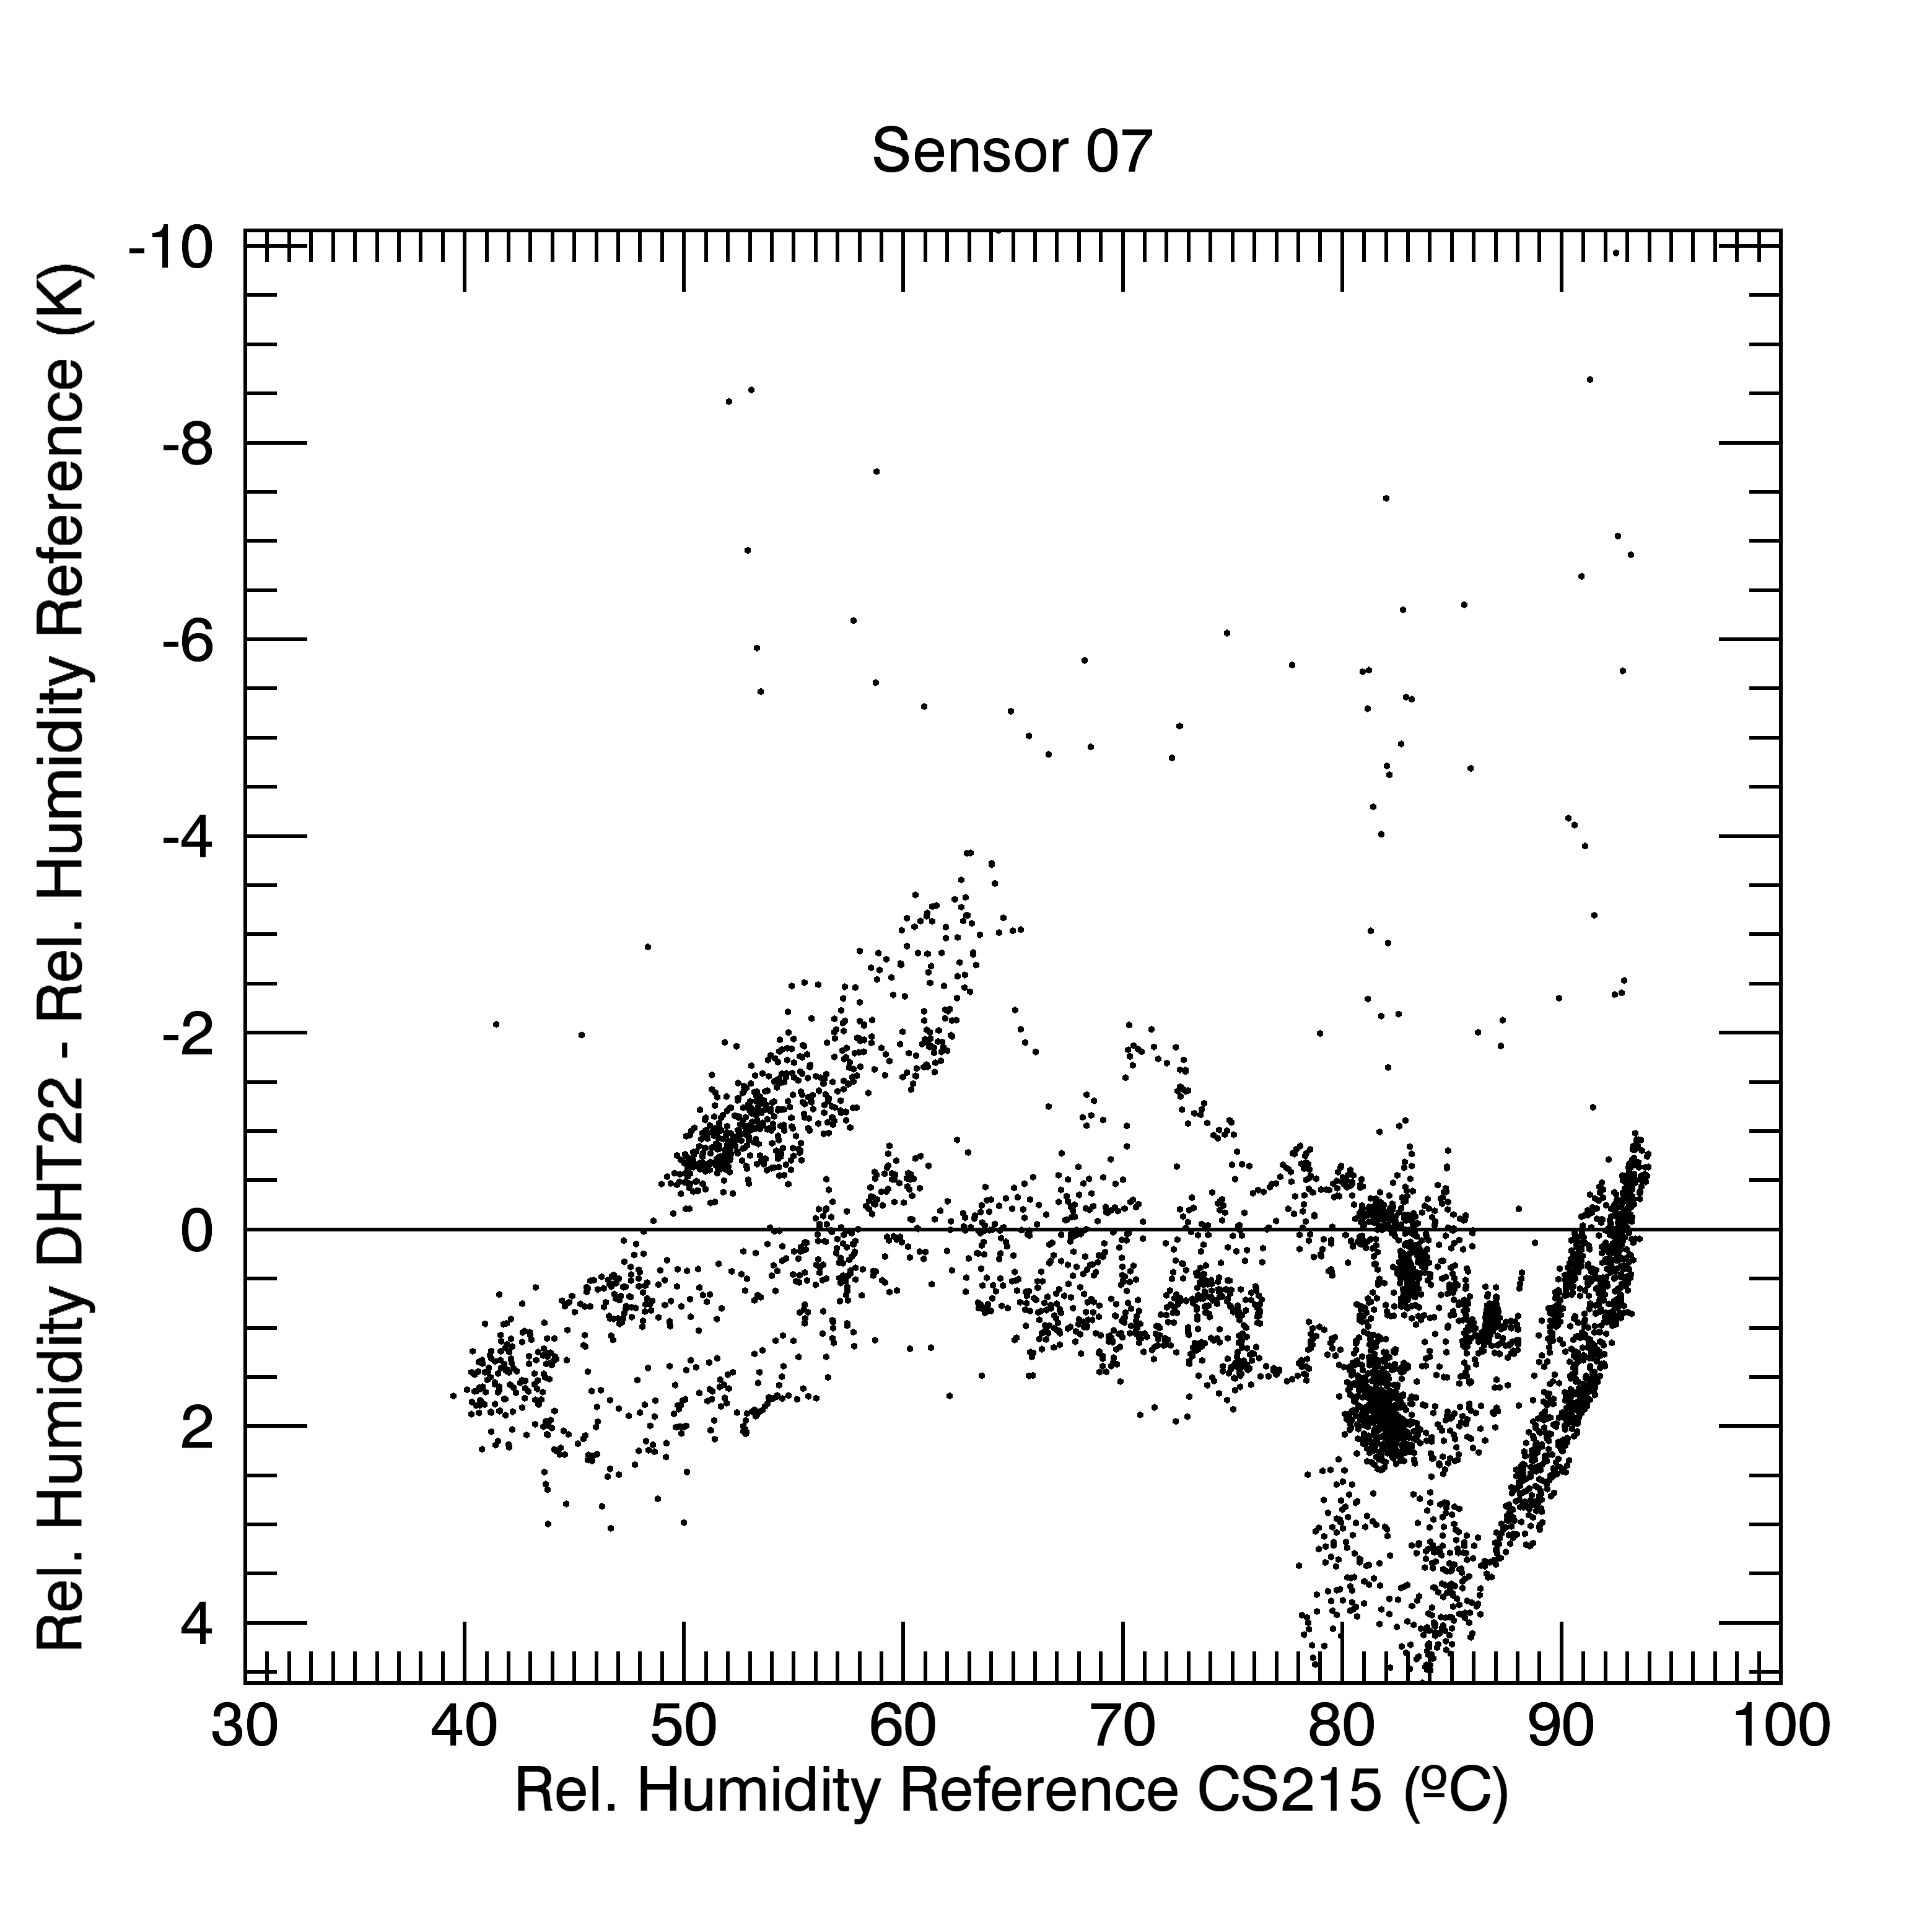 Sensor 07
Rel. Humidity DHT22 - Rel. Humidity Reference (K)
-10
-8
-6
-4
-2
0
2
4
30 40 50 60 70 80 90 100
Rel. Humidity Reference CS215 (ºC)